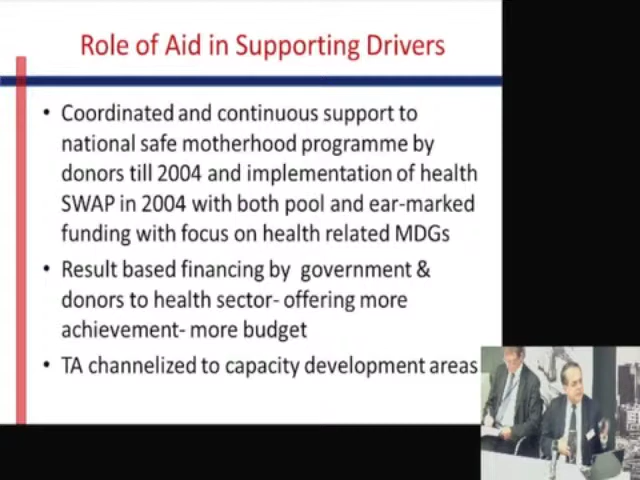 Role of Aid in Supporting Drivers
• Coordinated and continuous support to
national safe motherhood programme by
donors till 2004 and implementation of health
SWAP in 2004 with both pool and ear-marked
funding with focus on health related MDGs
• Result based financing by government &
donors to health sector- offering more
achievement- more budget
• TA channelized to capacity development areas